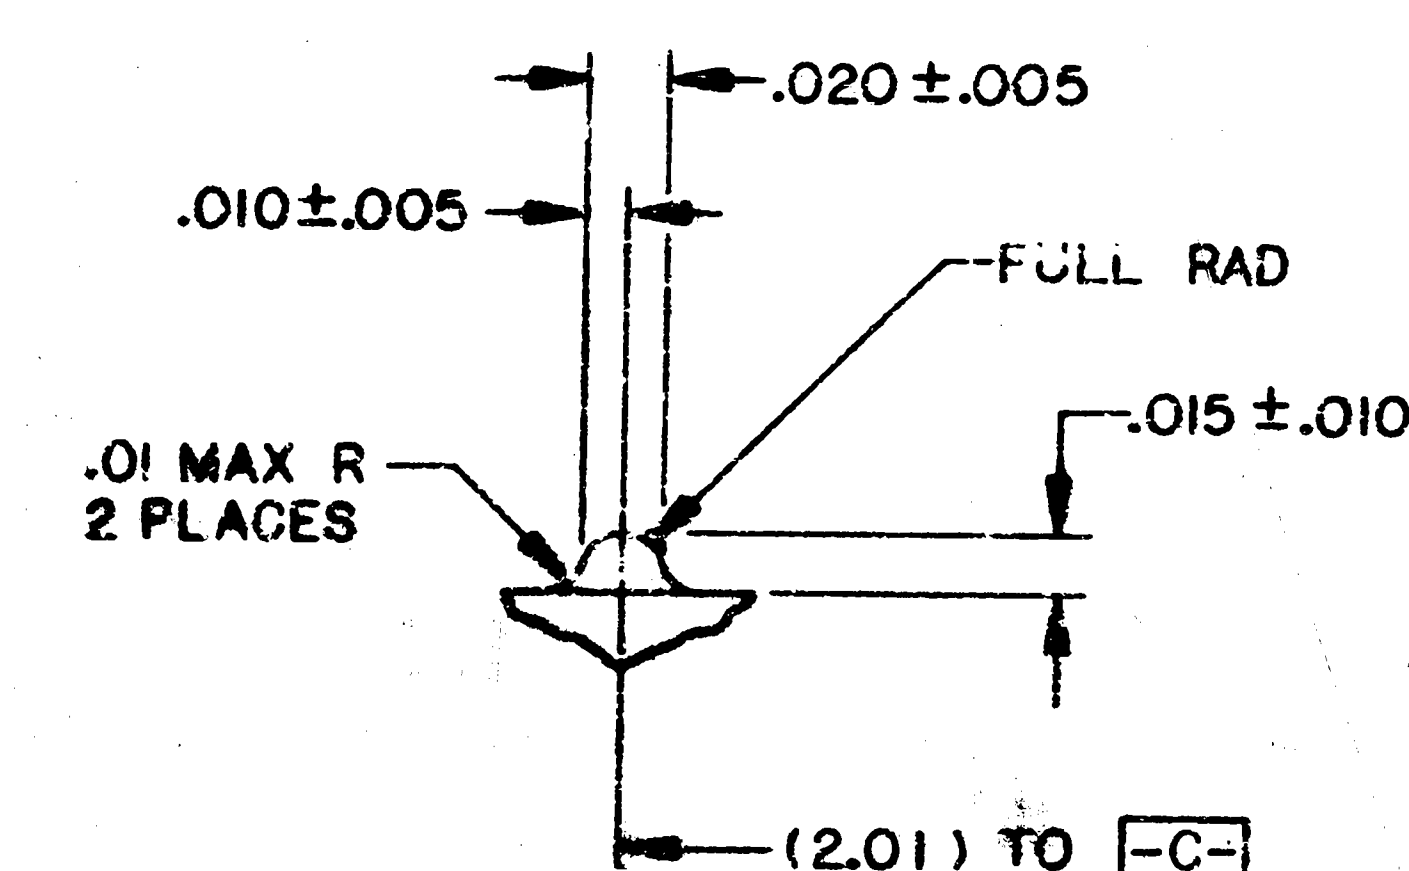 .020 ±.005
.010±.005
FULL RAD
.015 ±.010
.01 MAX R
2 PLACES
(2.01) TO -C-